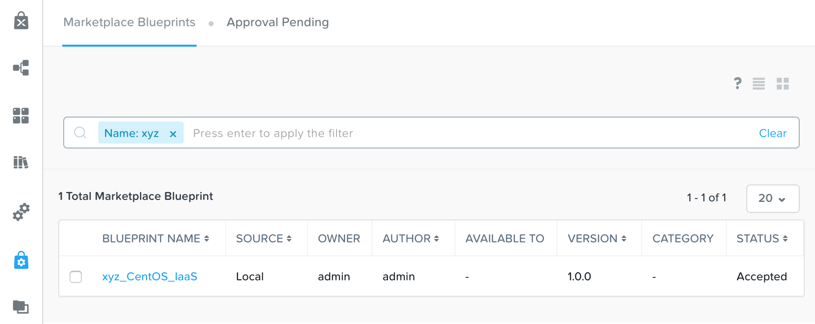 Marketplace Blueprints Approval Pending
?
Name: xyz × Press enter to apply the filter Clear
1 Total Marketplace Blueprint 1 - 1 of 1 20
BLUEPRINT NAME SOURCE OWNER AUTHOR AVAILABLE TO VERSION CATEGORY STATUS
xyz_CentOS_IaaS Local admin admin - 1.0.0 - Accepted